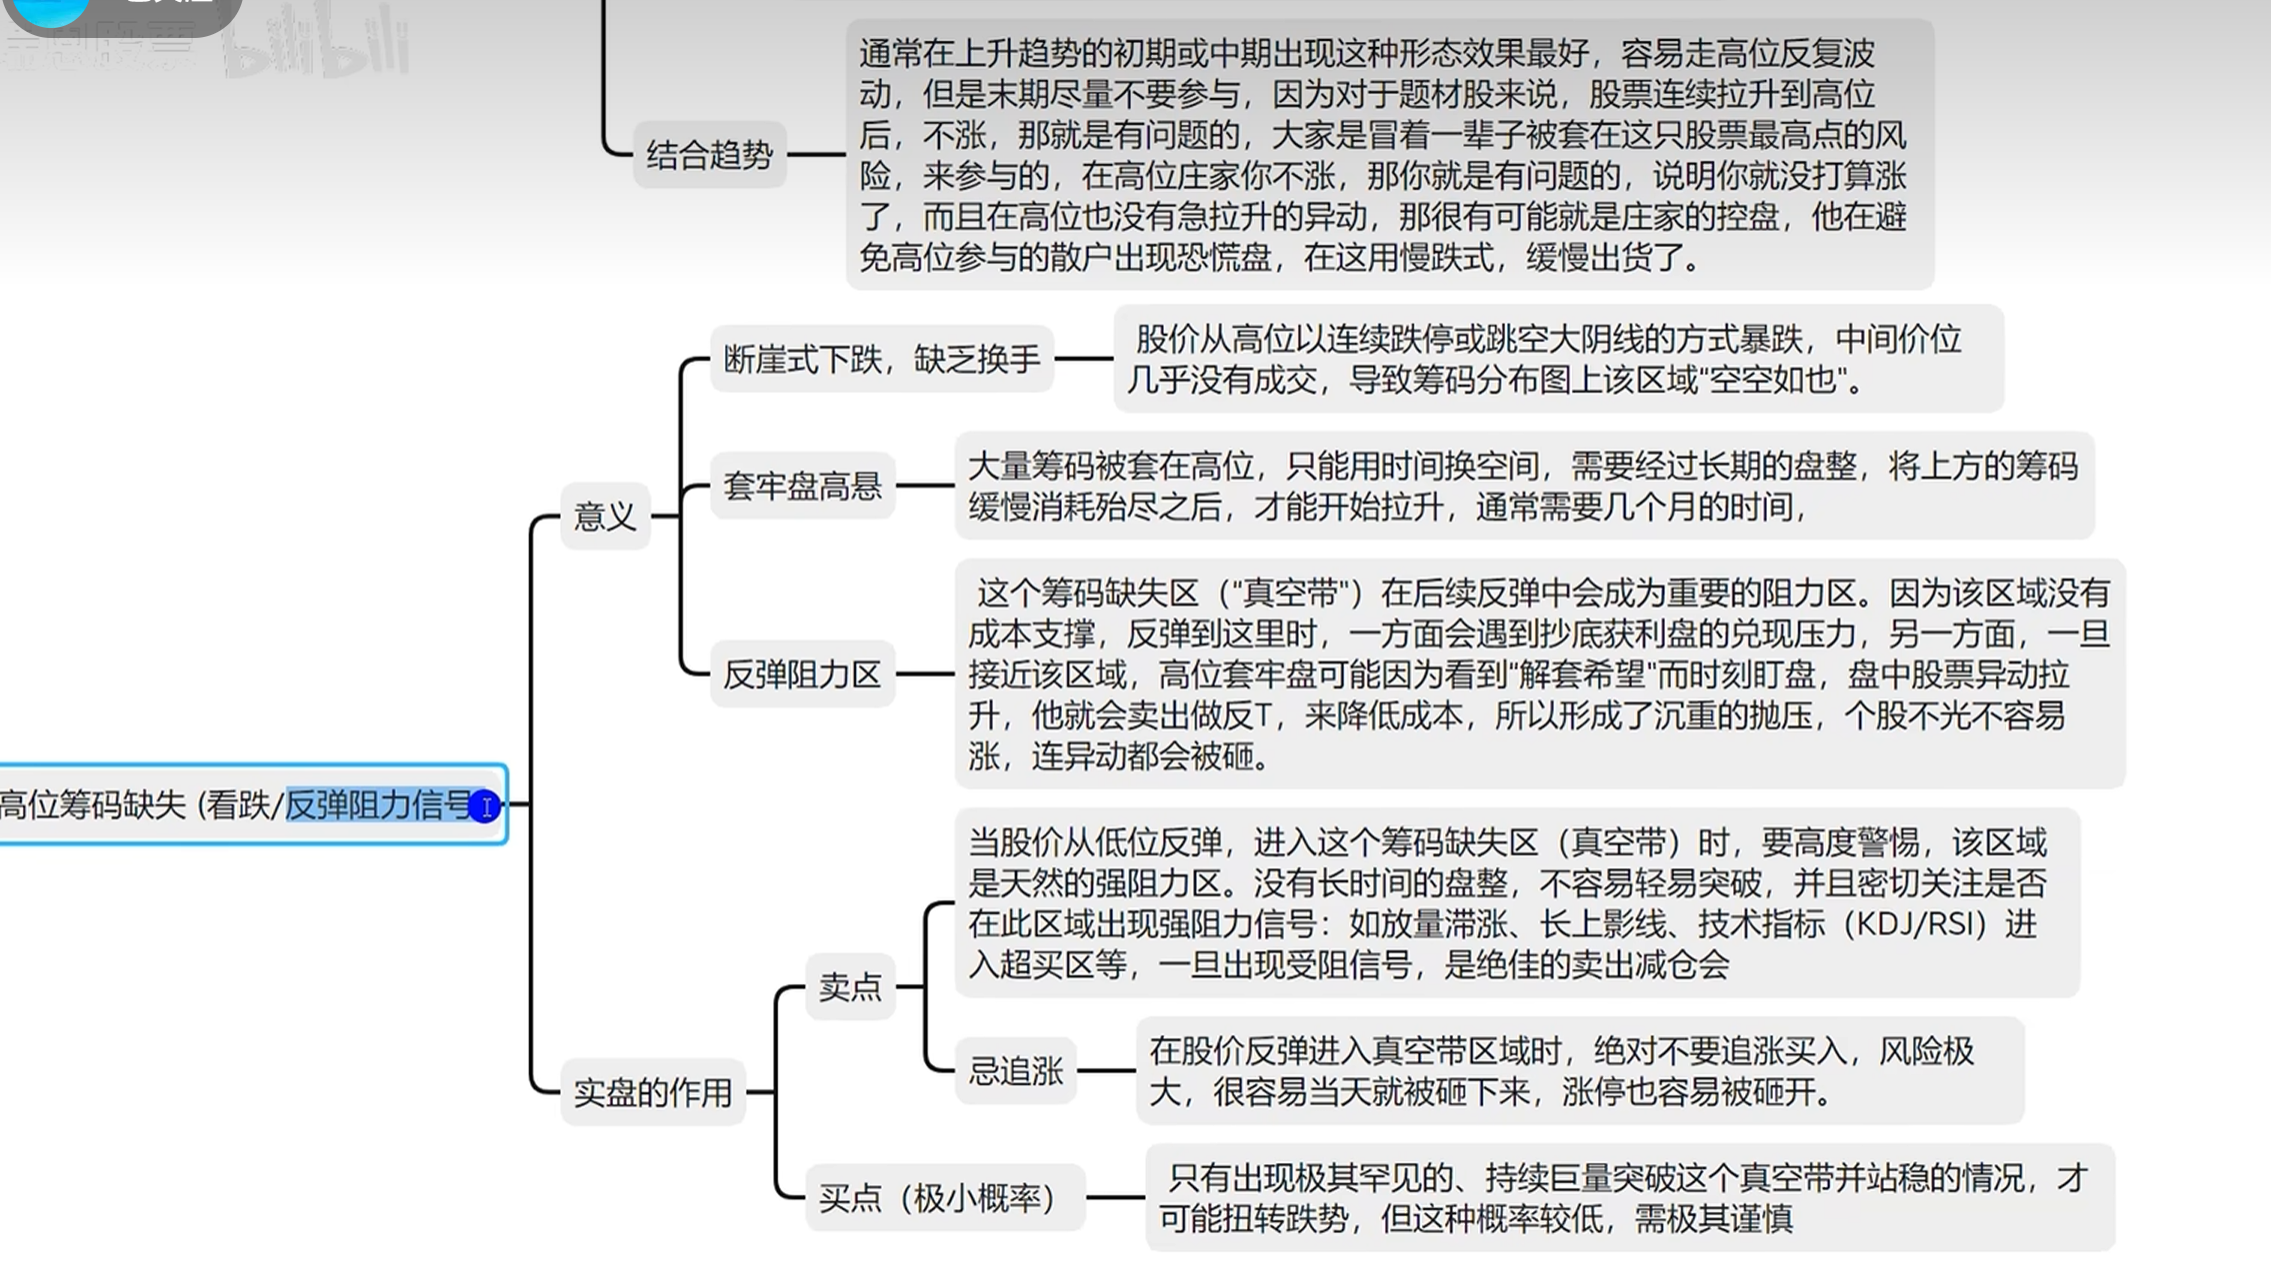 bilibili
结合趋势
通常在上升趋势的初期或中期出现这种形态效果最好，容易走高位反复波
动，但是末期尽量不要参与，因为对于题材股来说，股票连续拉升到高位
后，不涨，那就是有问题的，大家是冒着一辈子被套在这只股票最高点的风
险，来参与的，在高位庄家你不涨，那你就是有问题的，说明你就没打算涨
了，而且在高位也没有急拉升的异动，那很有可能就是庄家的控盘，他在避
免高位参与的散户出现恐慌盘，在这用慢跌式，缓慢出货了。
高位筹码缺失 (看跌/反弹阻力信号
意义
断崖式下跌，缺乏换手
股价从高位以连续跌停或跳空大阴线的方式暴跌，中间价位
几乎没有成交，导致筹码分布图上该区域"空空如也"。
套牢盘高悬
大量筹码被套在高位，只能用时间换空间，需要经过长期的盘整，将上方的筹码
缓慢消耗殆尽之后，才能开始拉升，通常需要几个月的时间，
反弹阻力区
这个筹码缺失区（"真空带"）在后续反弹中会成为重要的阻力区。因为该区域没有
成本支撑，反弹到这里时，一方面会遇到抄底获利盘的兑现压力，另一方面，一旦
接近该区域，高位套牢盘可能因为看到"解套希望"而时刻盯盘，盘中股票异动拉
升，他就会卖出做反T，来降低成本，所以形成了沉重的抛压，个股不光不容易
涨，连异动都会被砸。
实盘的作用
卖点
当股价从低位反弹，进入这个筹码缺失区（真空带）时，要高度警惕，该区域
是天然的强阻力区。没有长时间的盘整，不容易轻易突破，并且密切关注是否
在此区域出现强阻力信号：如放量滞涨、长上影线、技术指标（KDJ/RSI）进
入超买区等，一旦出现受阻信号，是绝佳的卖出减仓会
忌追涨
在股价反弹进入真空带区域时，绝对不要追涨买入，风险极
大，很容易当天就被砸下来，涨停也容易被砸开。
买点（极小概率）
只有出现极其罕见的、持续巨量突破这个真空带并站稳的情况，才
可能扭转跌势，但这种概率较低，需极其谨慎